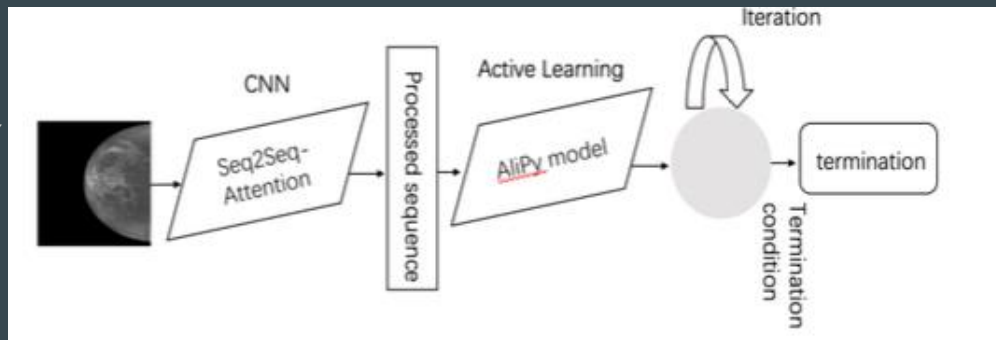 CNN
Seq2Seq-
Attention
Processed sequence
Active Learning
AliPy model
Iteration
Termination
condition
termination